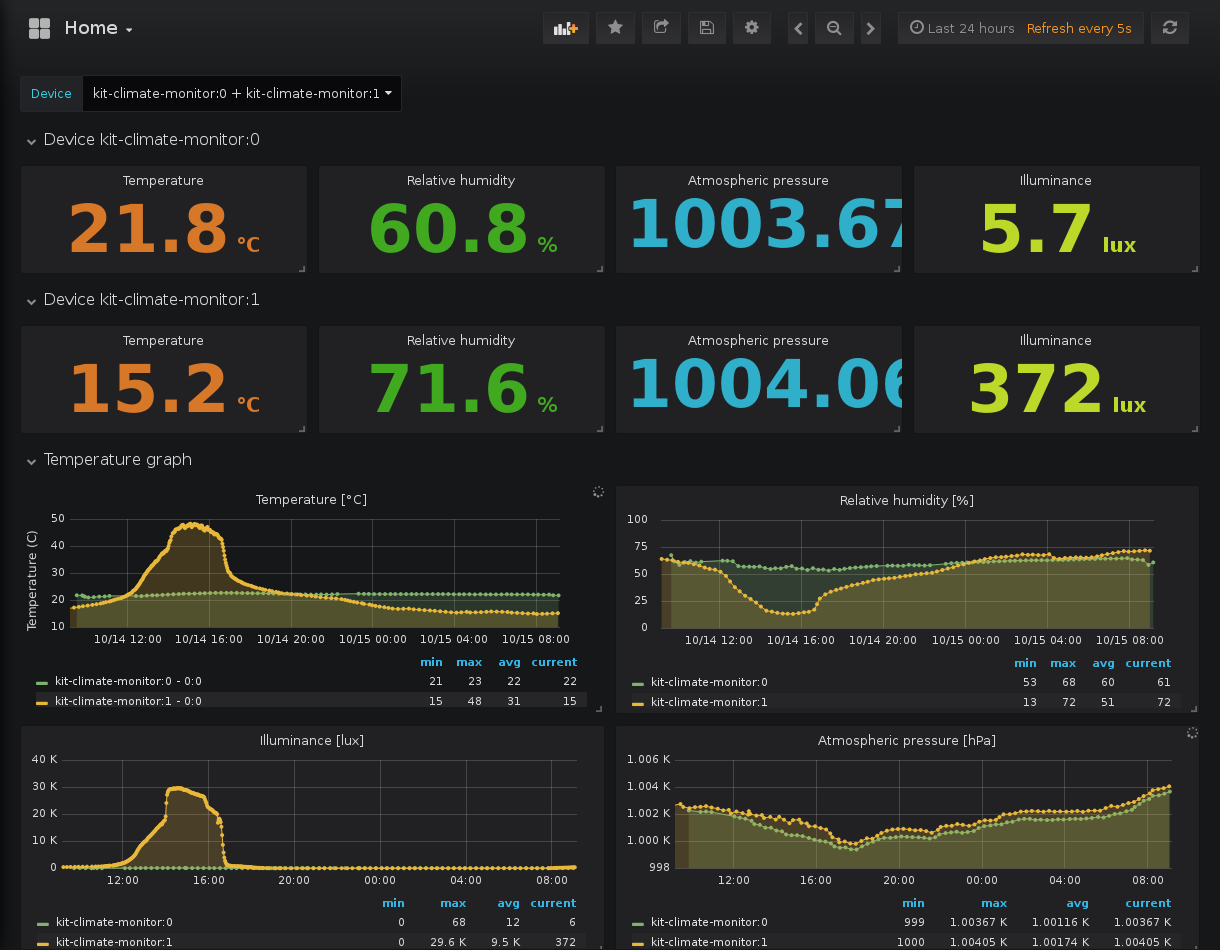 Home
Last 24 hours Refresh every 5s
Device kit-climate-monitor:0 + kit-climate-monitor:1
Device kit-climate-monitor:0
Temperature Relative humidity Atmospheric pressure Illuminance
21.8 °C 60.8 % 1003.67 5.7 lux
Device kit-climate-monitor:1
Temperature Relative humidity Atmospheric pressure Illuminance
15.2 °C 71.6 % 1004.06 372 lux
Temperature graph
Temperature [°C]
Temperature (C)
50
40
30
20
10
10/14 12:00 10/14 16:00 10/14 20:00 10/15 00:00 10/15 04:00 10/15 08:00
min max avg current
kit-climate-monitor:0 - 0:0 21 23 22 22
kit-climate-monitor:1 - 0:0 15 48 31 15
Relative humidity [%]
100
75
50
25
0
10/14 12:00 10/14 16:00 10/14 20:00 10/15 00:00 10/15 04:00 10/15 08:00
min max avg current
kit-climate-monitor:0 53 68 60 61
kit-climate-monitor:1 13 72 51 72
Illuminance [lux]
40 K
30 K
20 K
10 K
0
12:00 16:00 20:00 00:00 04:00 08:00
min max avg current
kit-climate-monitor:0 0 68 12 6
kit-climate-monitor:1 0 29.6 K 9.5 K 372
Atmospheric pressure [hPa]
1.006 K
1.004 K
1.002 K
1.000 K
998
12:00 16:00 20:00 00:00 04:00 08:00
min max avg current
kit-climate-monitor:0 999 1.00367 K 1.00116 K 1.00367 K
kit-climate-monitor:1 1000 1.00405 K 1.00174 K 1.00405 K